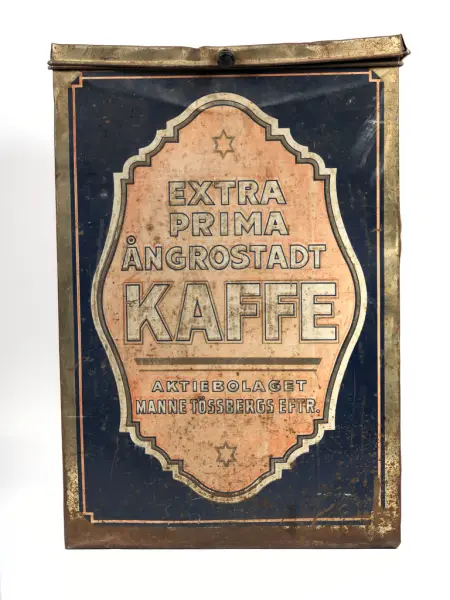 EXTRA
PRIMA
ÅNGROSTADT
KAFFE
AKTIEBOLAGET
MANNE TÖSSBERGS EFTR.